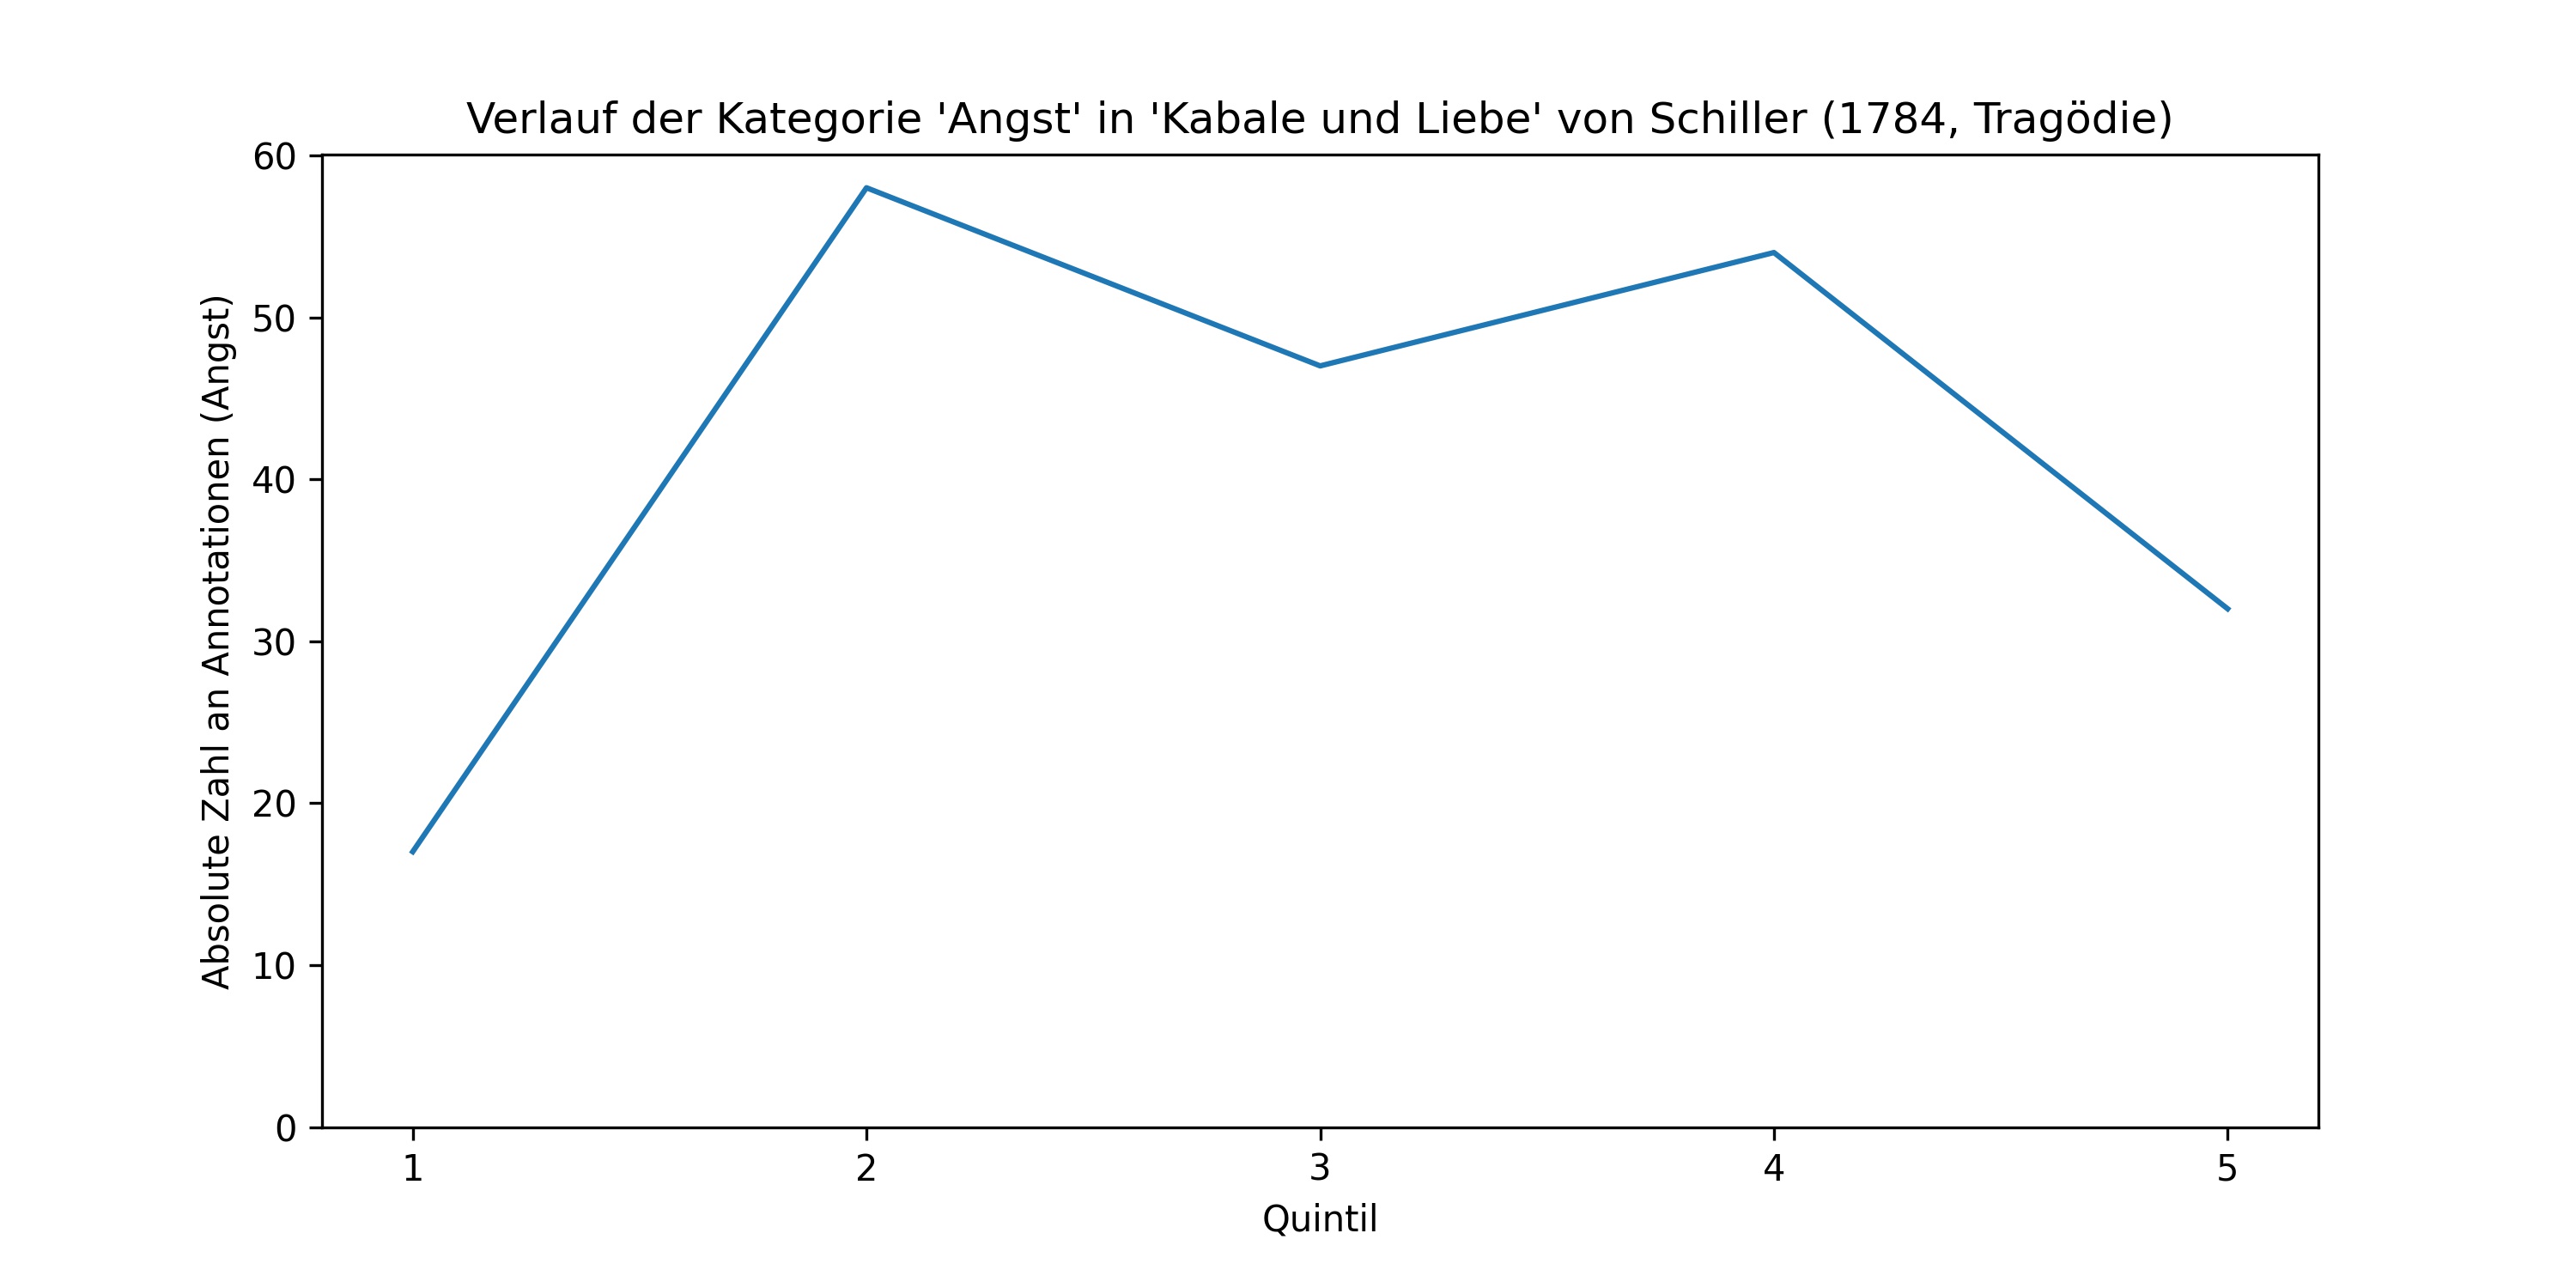 Verlauf der Kategorie 'Angst' in 'Kabale und Liebe' von Schiller (1784, Tragödie)
Absolute Zahl an Annotationen (Angst)
60
50
40
30
20
10
0
1 2 3 4 5
Quintil